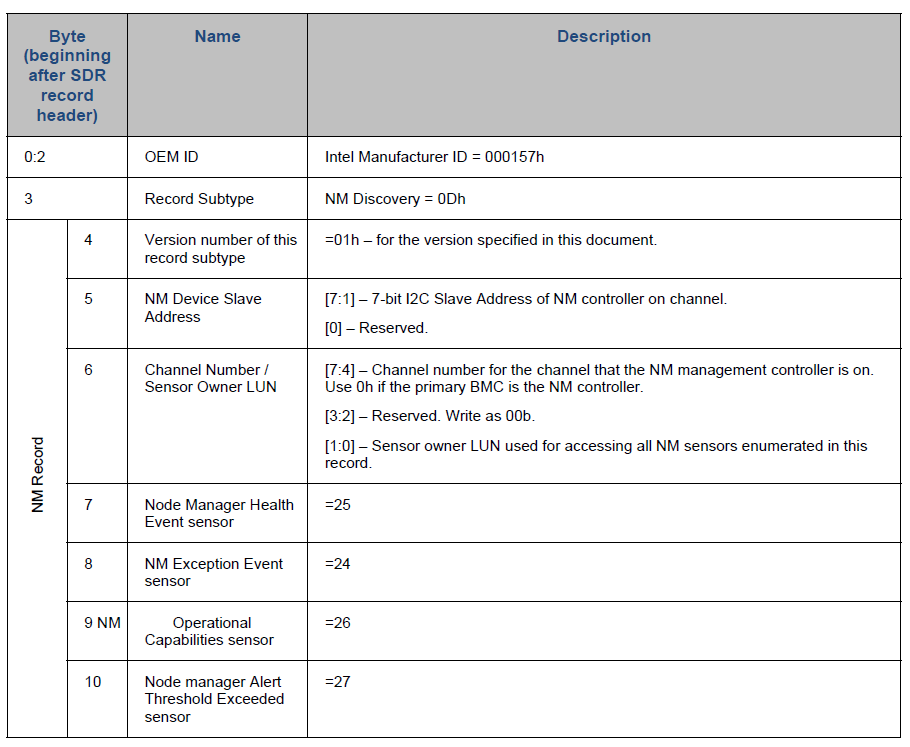 Byte
(beginning
after SDR
record
header)
Name
Description
0:2
OEM ID
Intel Manufacturer ID = 000157h
3
Record Subtype
NM Discovery = 0Dh
NM Record
4
Version number of this
record subtype
=01h – for the version specified in this document.
5
NM Device Slave
Address
[7:1] – 7-bit I2C Slave Address of NM controller on channel.
[0] – Reserved.
6
Channel Number /
Sensor Owner LUN
[7:4] – Channel number for the channel that the NM management controller is on.
Use 0h if the primary BMC is the NM controller.
[3:2] – Reserved. Write as 00b.
[1:0] – Sensor owner LUN used for accessing all NM sensors enumerated in this
record.
7
Node Manager Health
Event sensor
=25
8
NM Exception Event
sensor
=24
9 NM
Operational
Capabilities sensor
=26
10
Node manager Alert
Threshold Exceeded
sensor
=27